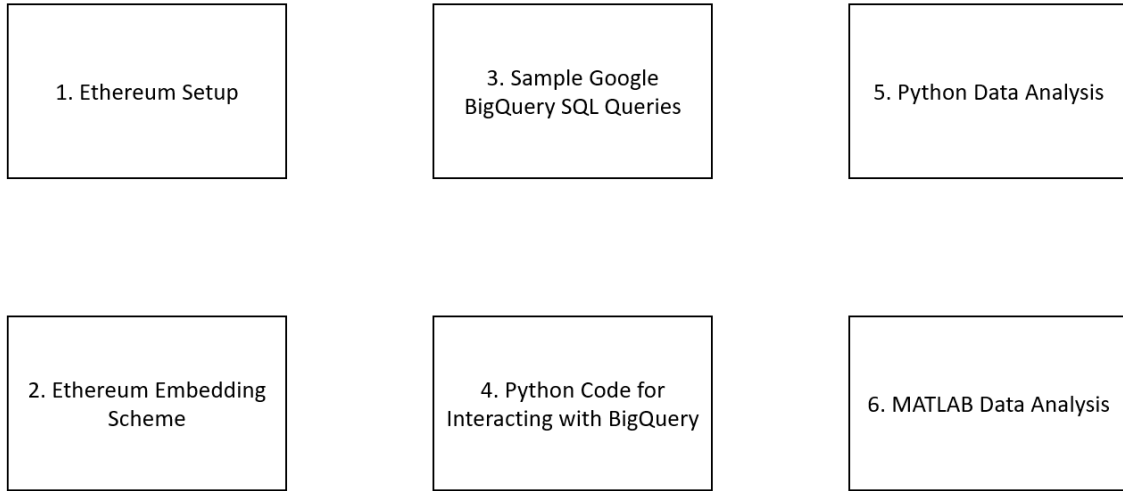 1. Ethereum Setup
2. Ethereum Embedding
Scheme
3. Sample Google
BigQuery SQL Queries
4. Python Code for
Interacting with BigQuery
5. Python Data Analysis
6. MATLAB Data Analysis